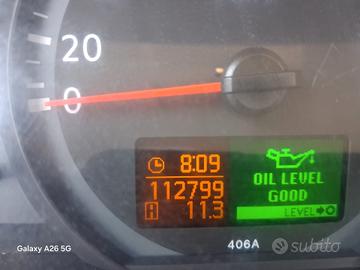 20
0
8:09
112799
11.3
OIL LEVEL
GOOD
LEVEL
406A
Galaxy A26 5G
subito